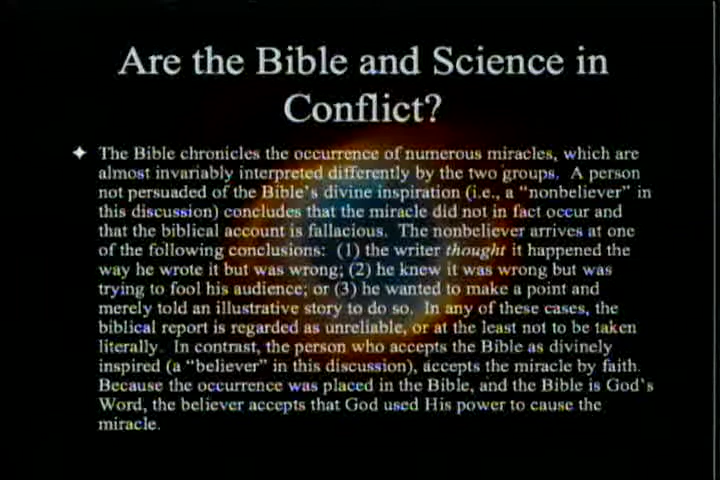 Are the Bible and Science in
Conflict?
The Bible chronicles the occurrence of numerous miracles, which are
almost invariably interpreted differently by the two groups. A person
not persuaded of the Bible's divine inspiration (i.e., a "nonbeliever" in
this discussion) concludes that the miracle did not in fact occur and
that the biblical account is fallacious. The nonbeliever arrives at one
of the following conclusions: (1) the writer thought it happened the
way he wrote it but was wrong; (2) he knew it was wrong but was
trying to fool his audience; or (3) he wanted to make a point and
merely told an illustrative story to do so. In any of these cases, the
biblical report is regarded as unreliable, or at the least not to be taken
literally. In contrast, the person who accepts the Bible as divinely
inspired (a "believer" in this discussion), accepts the miracle by faith.
Because the occurrence was placed in the Bible, and the Bible is God's
Word, the believer accepts that God used His power to cause the
miracle.